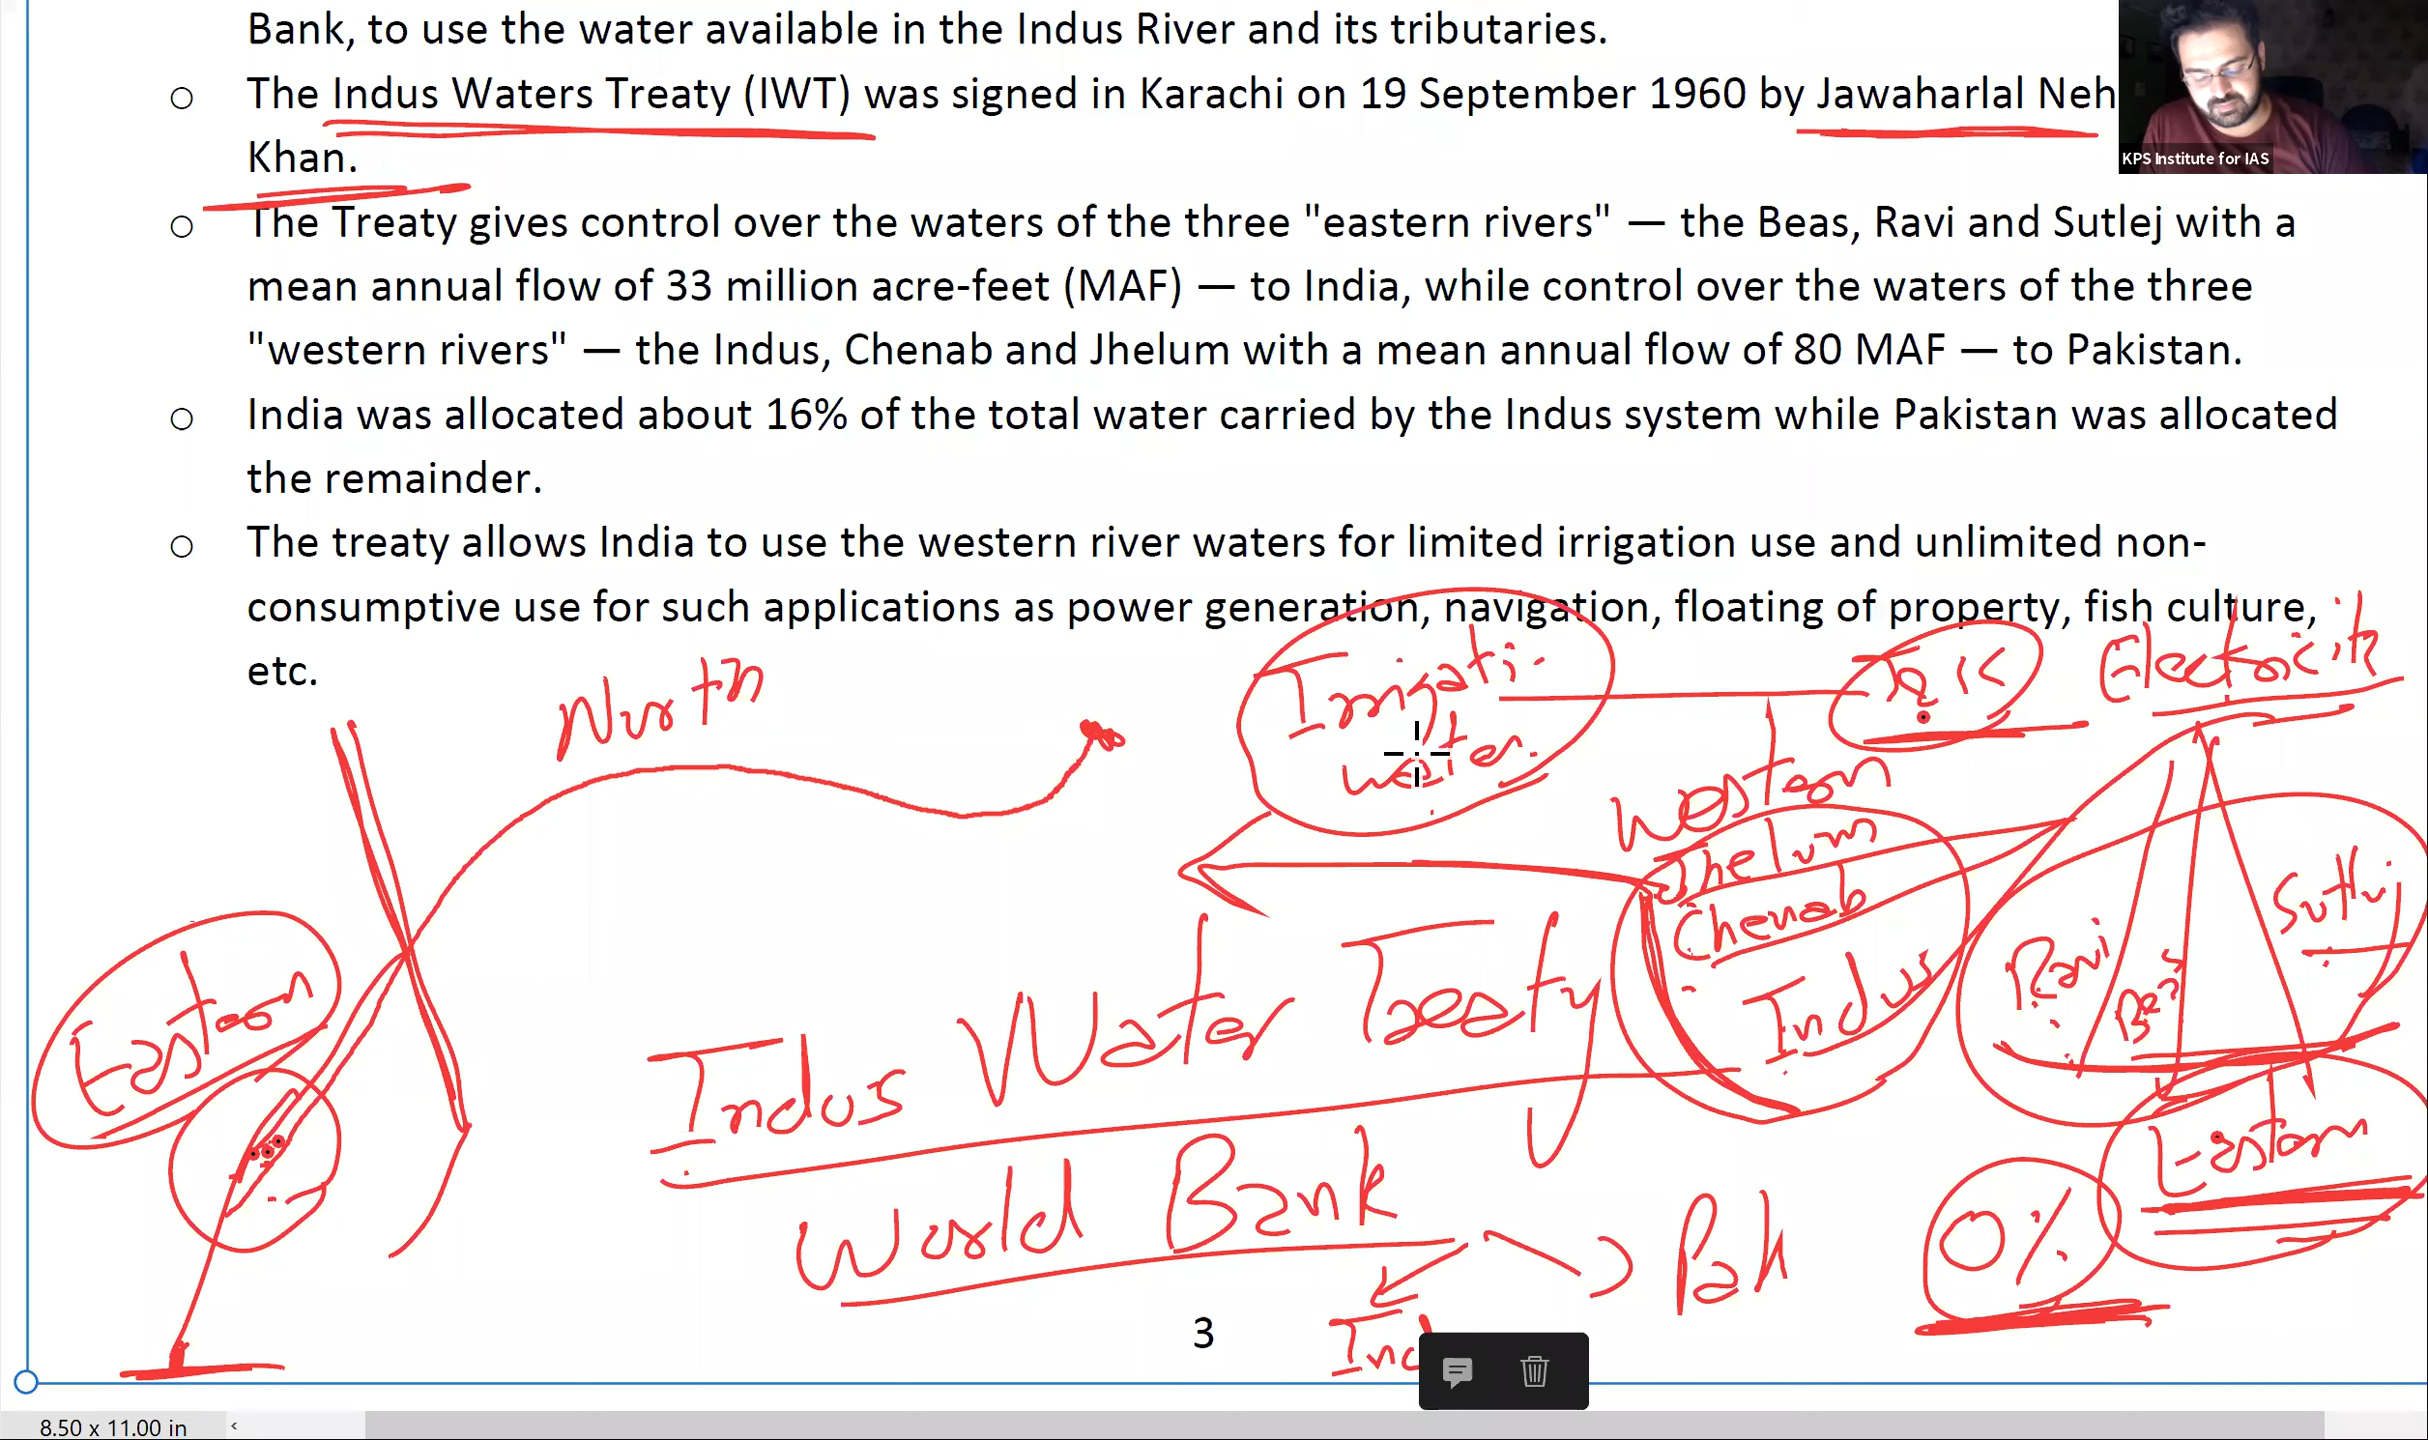 Bank, to use the water available in the Indus River and its tributaries.
○ The Indus Waters Treaty (IWT) was signed in Karachi on 19 September 1960 by Jawaharlal Neh
KPS Institute for IAS
Khan.
○ The Treaty gives control over the waters of the three "eastern rivers" — the Beas, Ravi and Sutlej with a
mean annual flow of 33 million acre-feet (MAF) — to India, while control over the waters of the three
"western rivers" — the Indus, Chenab and Jhelum with a mean annual flow of 80 MAF — to Pakistan.
○ India was allocated about 16% of the total water carried by the Indus system while Pakistan was allocated
the remainder.
○ The treaty allows India to use the western river waters for limited irrigation use and unlimited non-
consumptive use for such applications as power generation, navigation, floating of property, fish culture,
etc.
North
Irrigati
water.
J&K
Electricity
Western
Jhelum
Chenab
Indus
Ravi
Beas
Sutlej
Eastern
Indus Water Treaty
Eastern
World Bank
Pak
0%
Ind
3
8.50 x 11.00 in